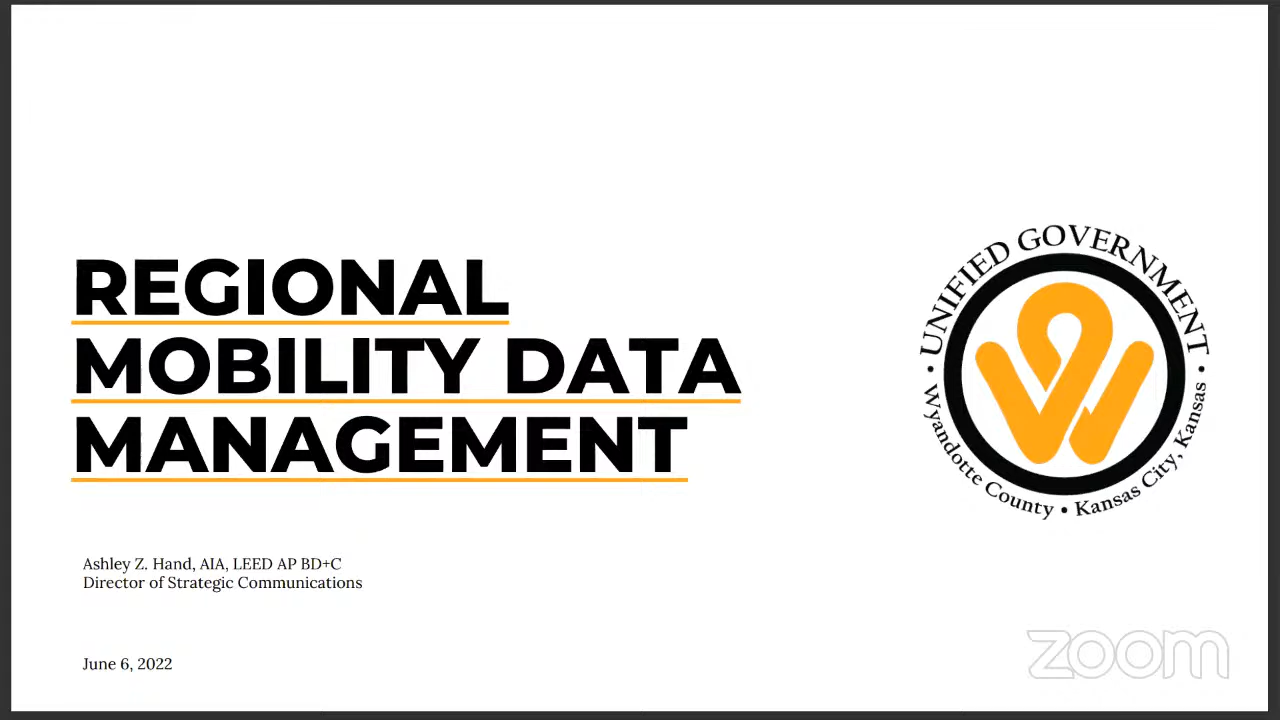 REGIONAL
MOBILITY DATA
MANAGEMENT
Ashley Z. Hand, AIA, LEED AP BD+C
Director of Strategic Communications
June 6, 2022
• UNIFIED GOVERNMENT •
Wyandotte County • Kansas City, Kansas
zoom